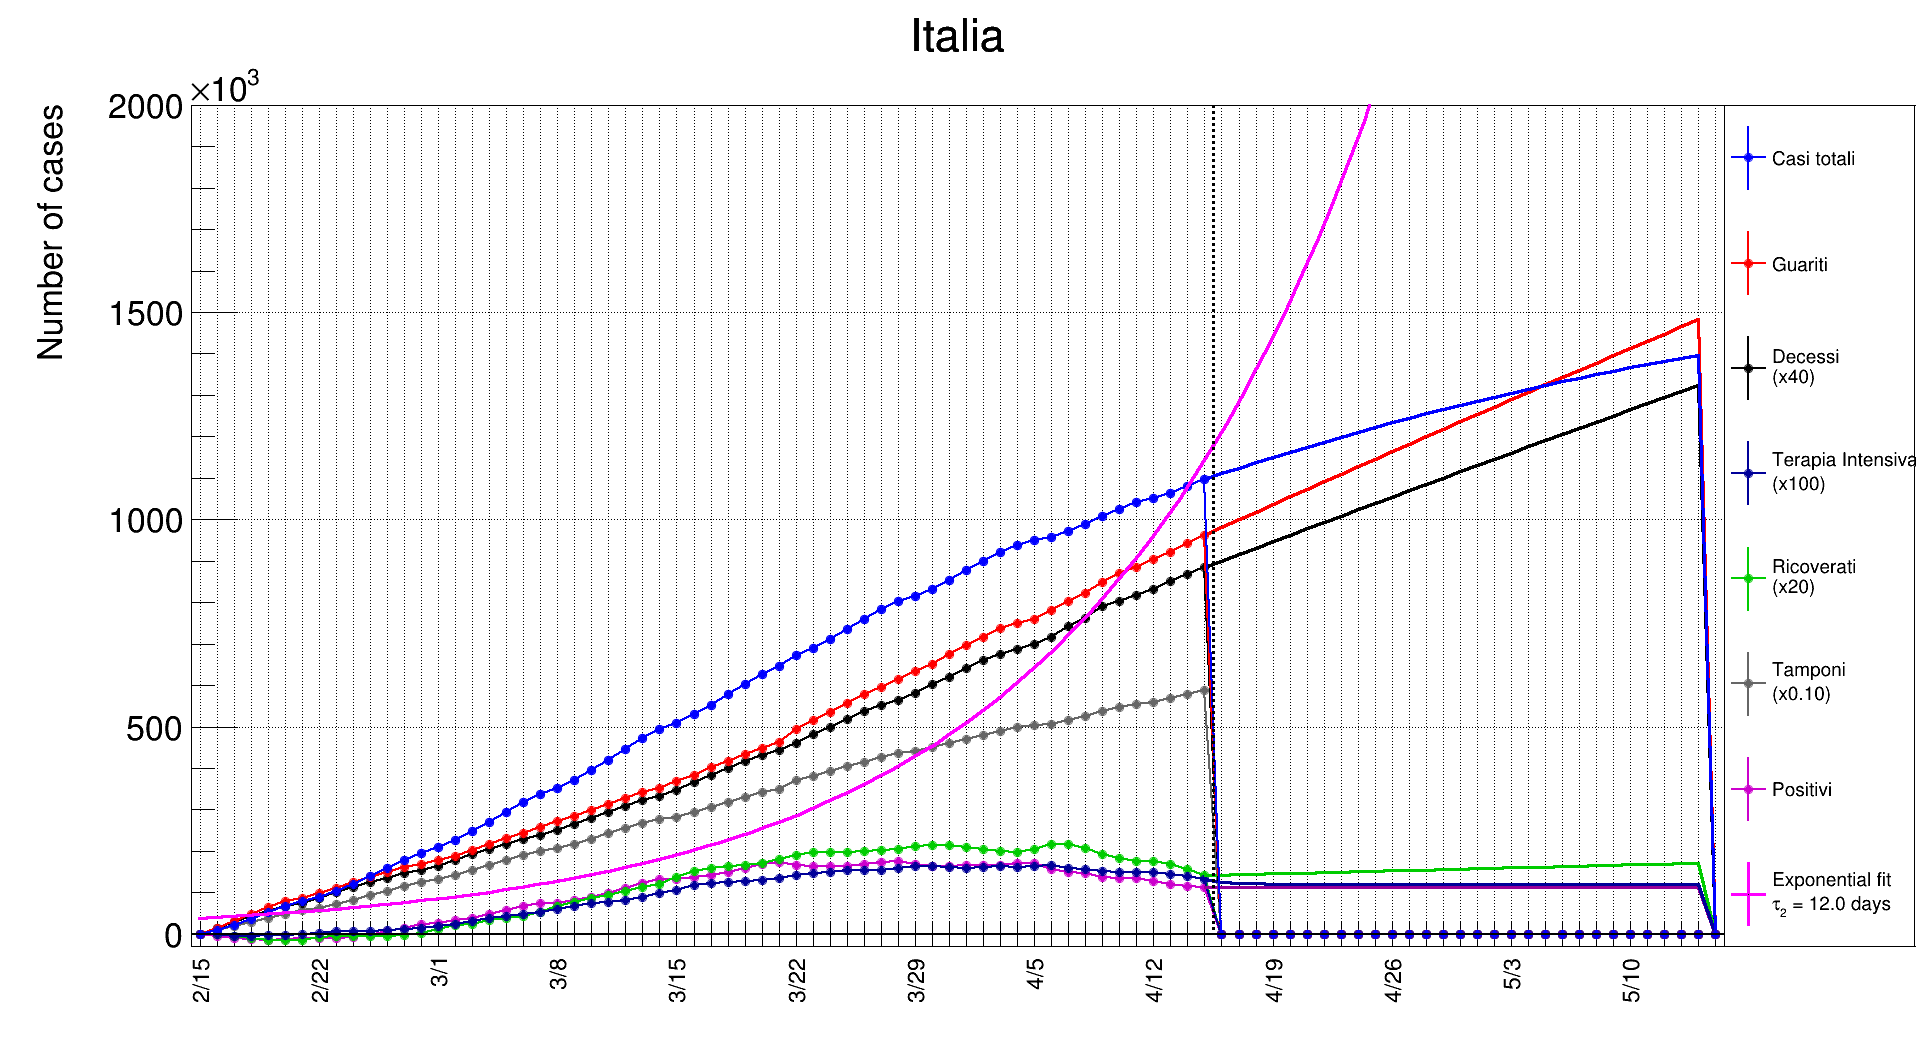 Italia
×10³
Number of cases
2000
1500
1000
500
0
2/15
2/22
3/1
3/8
3/15
3/22
3/29
4/5
4/12
4/19
4/26
5/3
5/10
Casi totali
Guariti
Decessi
(x40)
Terapia Intensiva
(x100)
Ricoverati
(x20)
Tamponi
(x0.10)
Positivi
Exponential fit
τ₂ = 12.0 days